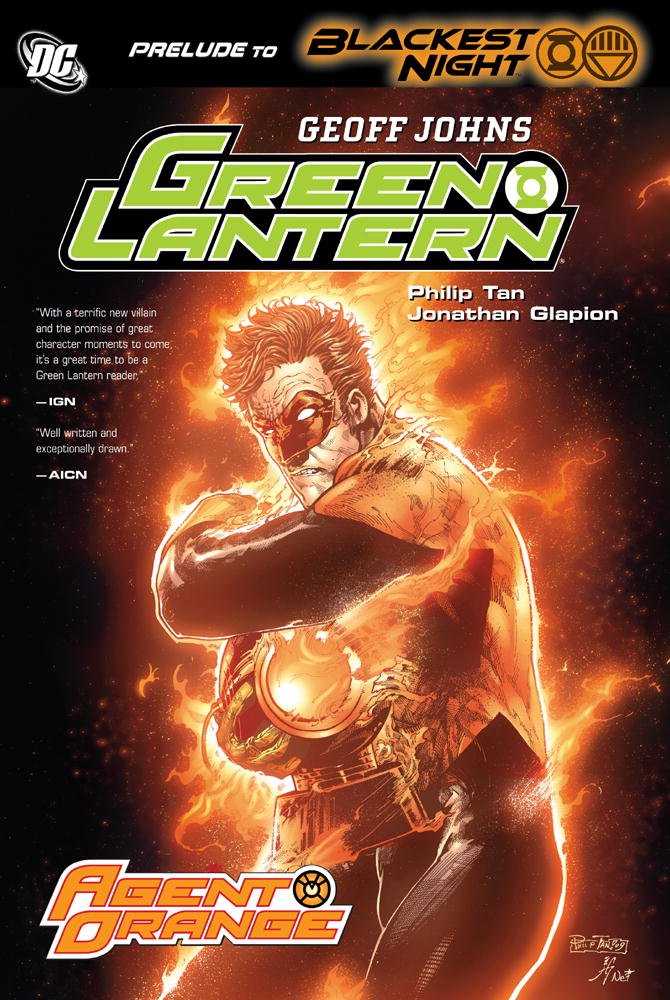 DC
PRELUDE TO
BLACKEST
NIGHT
GEOFF JOHNS
GREEN
LANTERN
Philip Tan
Jonathan Glapion
"With a terrific new villain
and the promise of great
character moments to come,
it's a great time to be a
Green Lantern reader."
—IGN
"Well written and
exceptionally drawn."
—AICN
AGENT
ORANGE